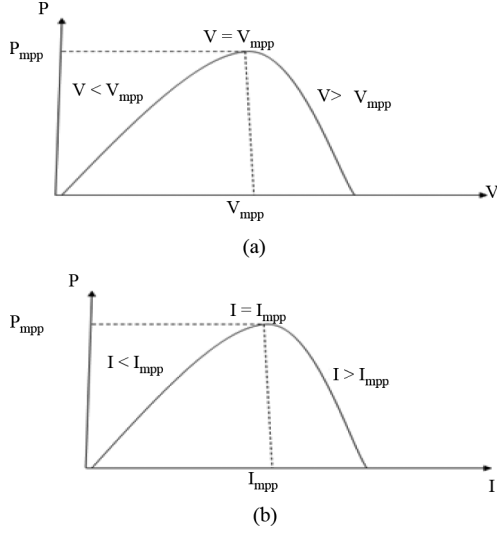 P
P_mpp
V = V_mpp
V < V_mpp
V> V_mpp
V
V_mpp
(a)
P
P_mpp
I = I_mpp
I < I_mpp
I > I_mpp
I_mpp
I
(b)